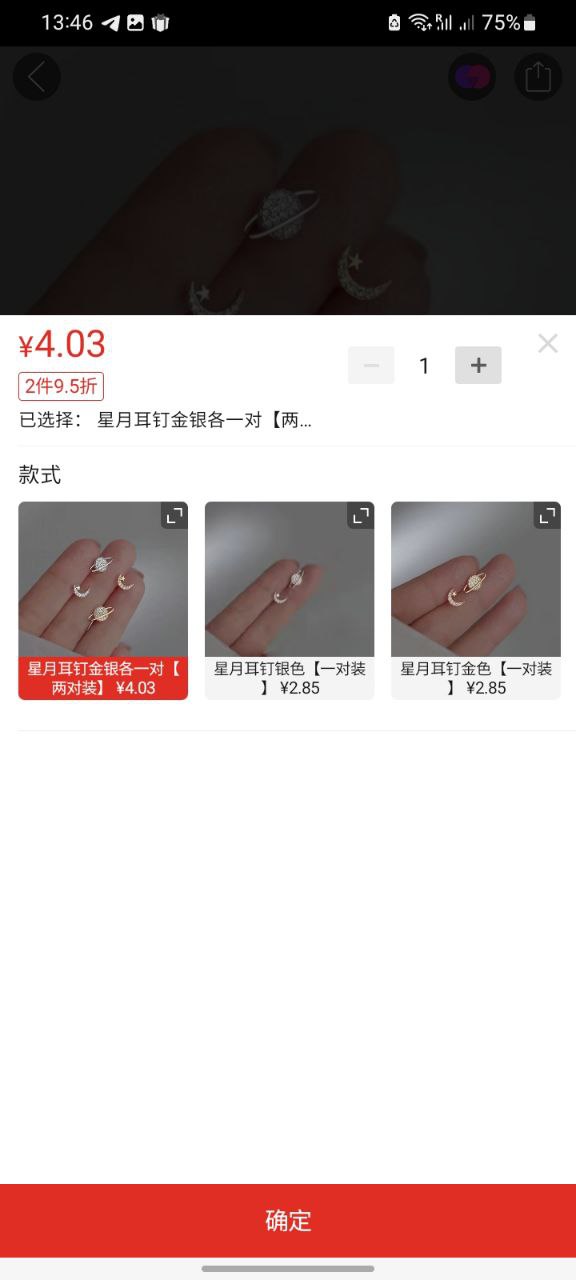 13:46
75%
¥4.03
2件9.5折
1
已选择： 星月耳钉金银各一对【两...
款式
星月耳钉金银各一对【
两对装】 ¥4.03
星月耳钉银色【一对装
】 ¥2.85
星月耳钉金色【一对装
】 ¥2.85
确定